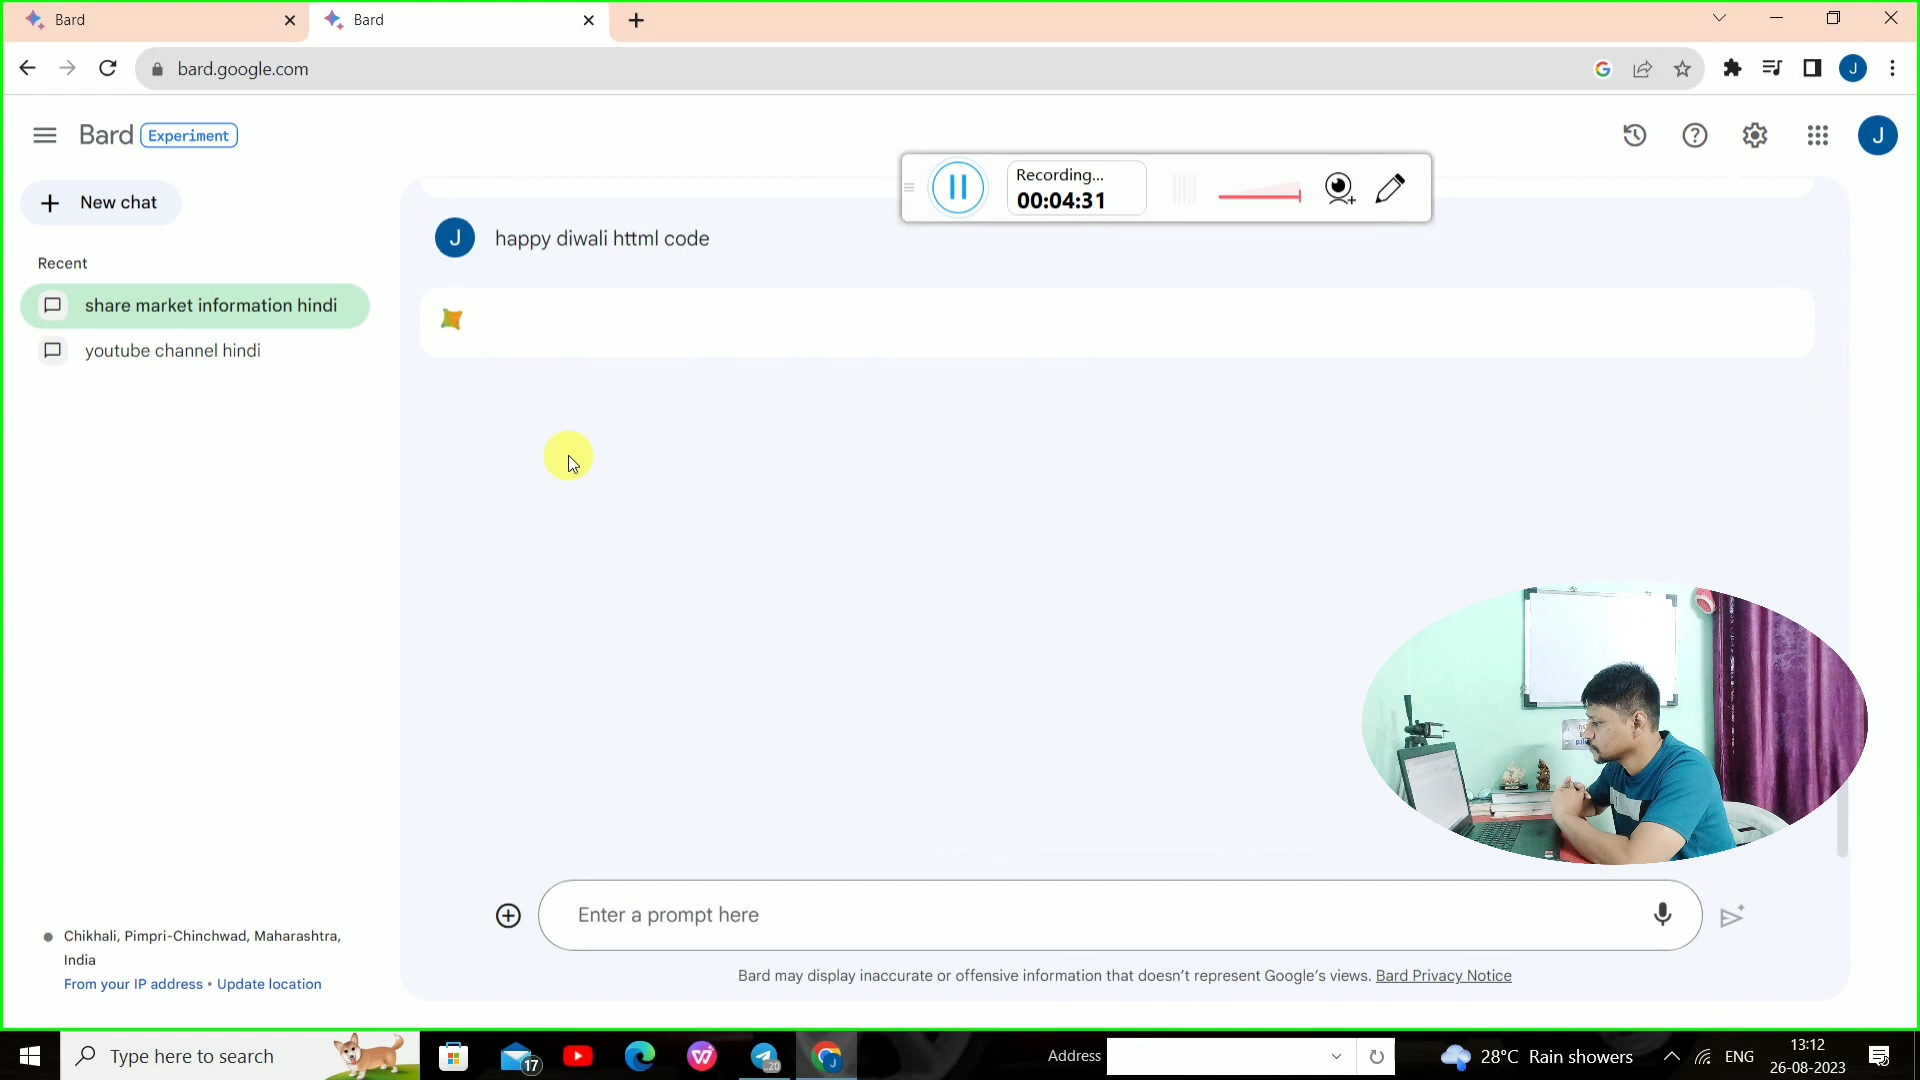 Bard
Bard
bard.google.com
Bard Experiment
J
J
New chat
Recording...
00:04:31
J happy diwali httml code
Recent
share market information hindi
youtube channel hindi
Enter a prompt here
Chikhali, Pimpri-Chinchwad, Maharashtra,
India
From your IP address • Update location
Bard may display inaccurate or offensive information that doesn't represent Google's views. Bard Privacy Notice
Type here to search
17
20
J
Address
28°C Rain showers
ENG
13:12
26-08-2023